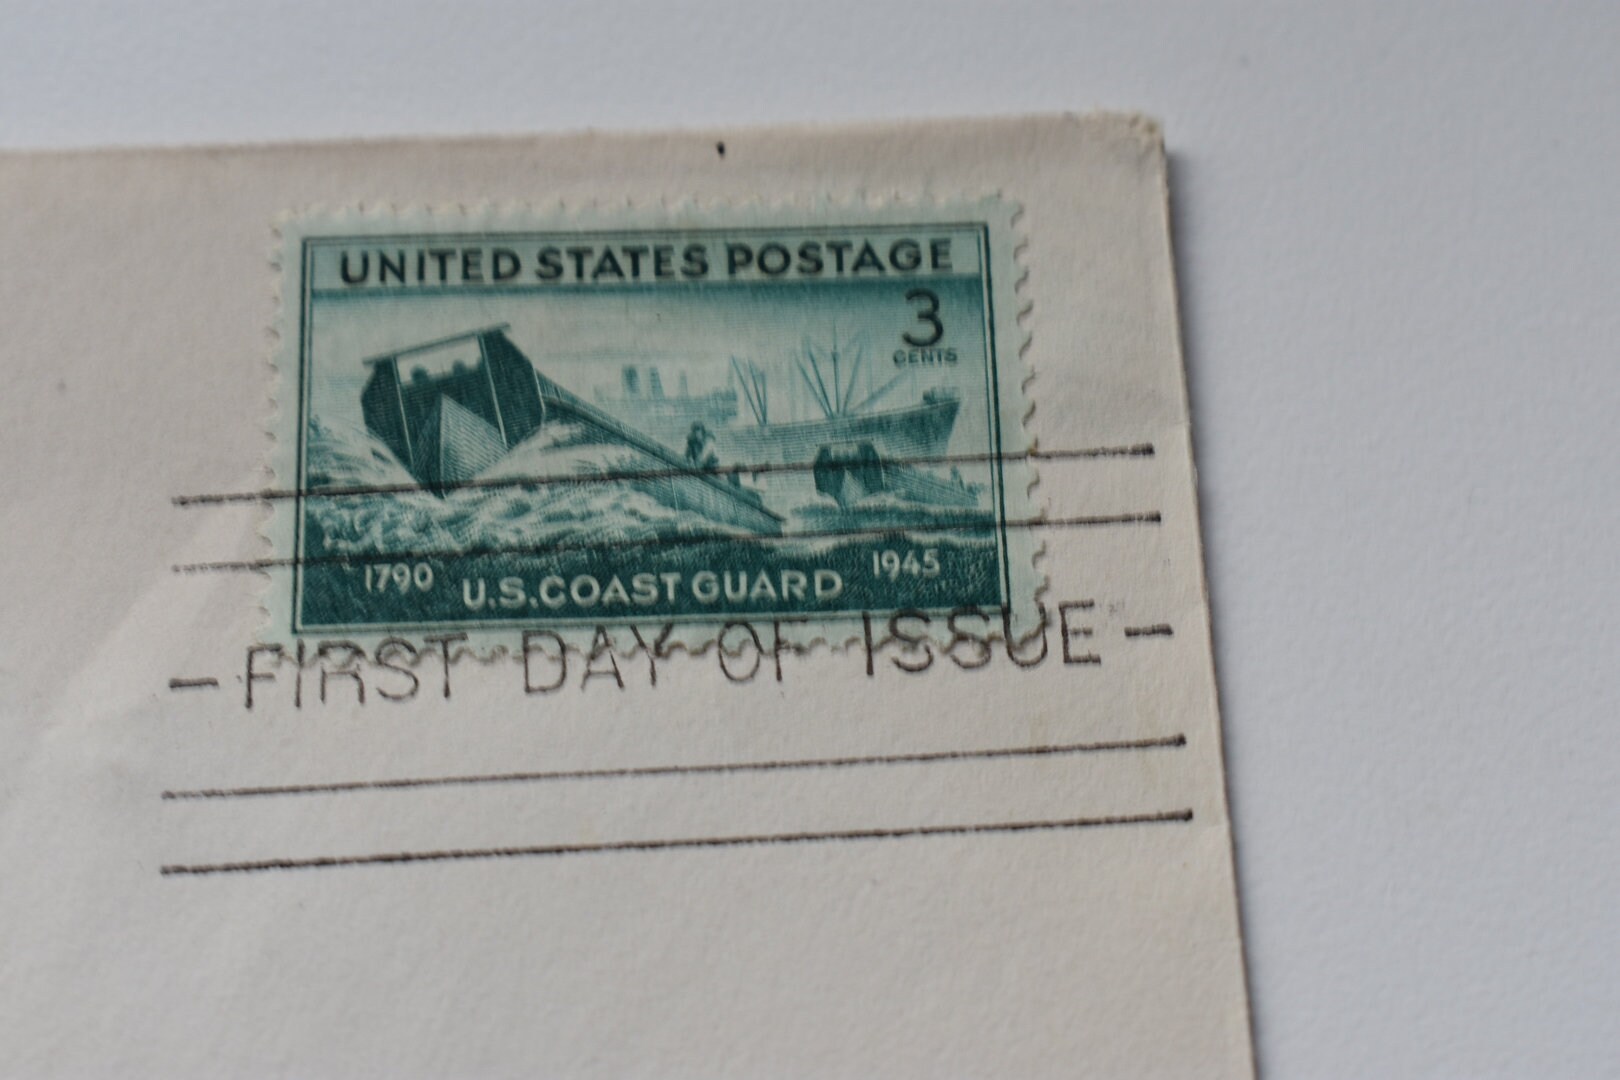 UNITED STATES POSTAGE
3
CENTS
1790 U.S. COAST GUARD 1945
— FIRST DAY OF ISSUE —